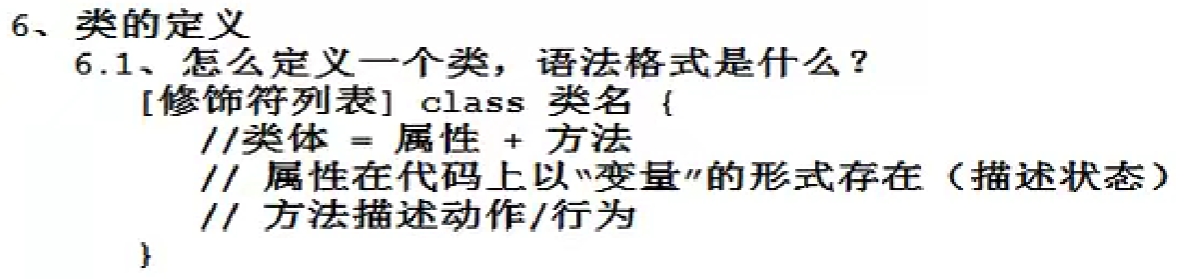 6、类的定义
6.1、怎么定义一个类，语法格式是什么？
[修饰符列表] class 类名 {
//类体 = 属性 + 方法
// 属性在代码上以“变量”的形式存在（描述状态）
// 方法描述动作/行为
}